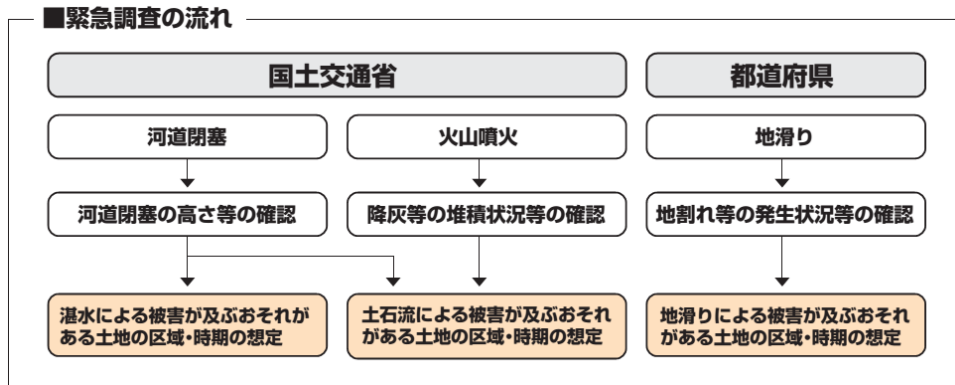 ■緊急調査の流れ
国土交通省
都道府県
河道閉塞
火山噴火
地滑り
河道閉塞の高さ等の確認
降灰等の堆積状況等の確認
地割れ等の発生状況等の確認
湛水による被害が及ぶおそれが
ある土地の区域・時期の想定
土石流による被害が及ぶおそれ
がある土地の区域・時期の想定
地滑りによる被害が及ぶおそれ
がある土地の区域・時期の想定